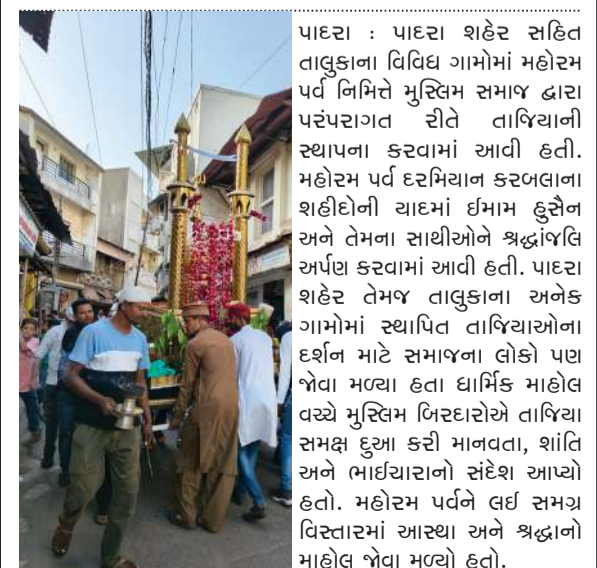 પાદરા : પાદરા શહેર સહિત
તાલુકાના વિવિધ ગામોમાં મહોરમ
પર્વ નિમિત્તે મુસ્લિમ સમાજ દ્વારા
પરંપરાગત રીતે તાજિયાની
સ્થાપના કરવામાં આવી હતી.
મહોરમ પર્વ દરમિયાન કરબલાના
શહીદોની યાદમાં ઈમામ હુસૈન
અને તેમના સાથીઓને શ્રદ્ધાંજલિ
અર્પણ કરવામાં આવી હતી. પાદરા
શહેર તેમજ તાલુકાના અનેક
ગામોમાં સ્થાપિત તાજિયાઓના
દર્શન માટે સમાજના લોકો પણ
જોવા મળ્યા હતા ધાર્મિક માહોલ
વચ્ચે મુસ્લિમ બિરદારોએ તાજિયા
સમક્ષ દુઆ કરી માનવતા, શાંતિ
અને ભાઈચારાનો સંદેશ આપ્યો
હતો. મહોરમ પર્વને લઈ સમગ્ર
વિસ્તારમાં આસ્થા અને શ્રદ્ધાનો
માહોલ જોવા મળ્યો હતો.